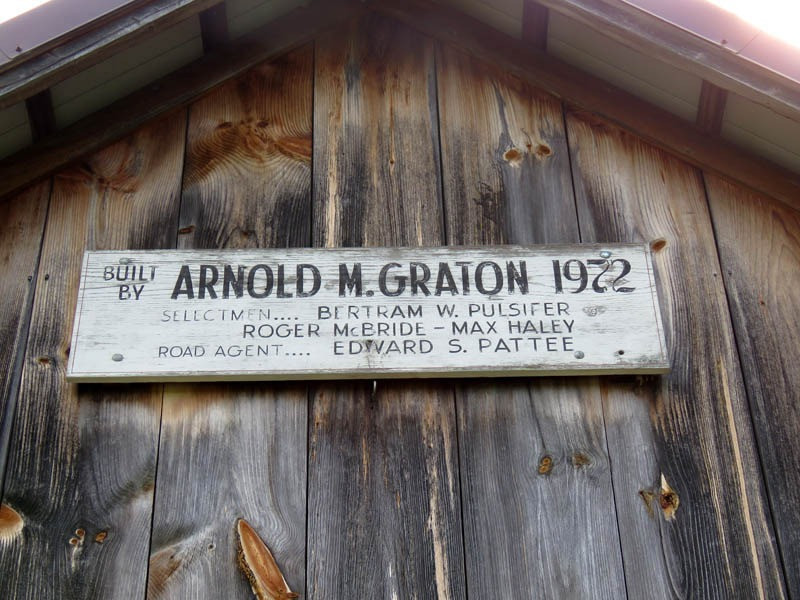 BUILT BY ARNOLD M. GRATON 1972
SELECTMEN.... BERTRAM W. PULSIFER
ROGER McBRIDE – MAX HALEY
ROAD AGENT.... EDWARD S. PATTEE